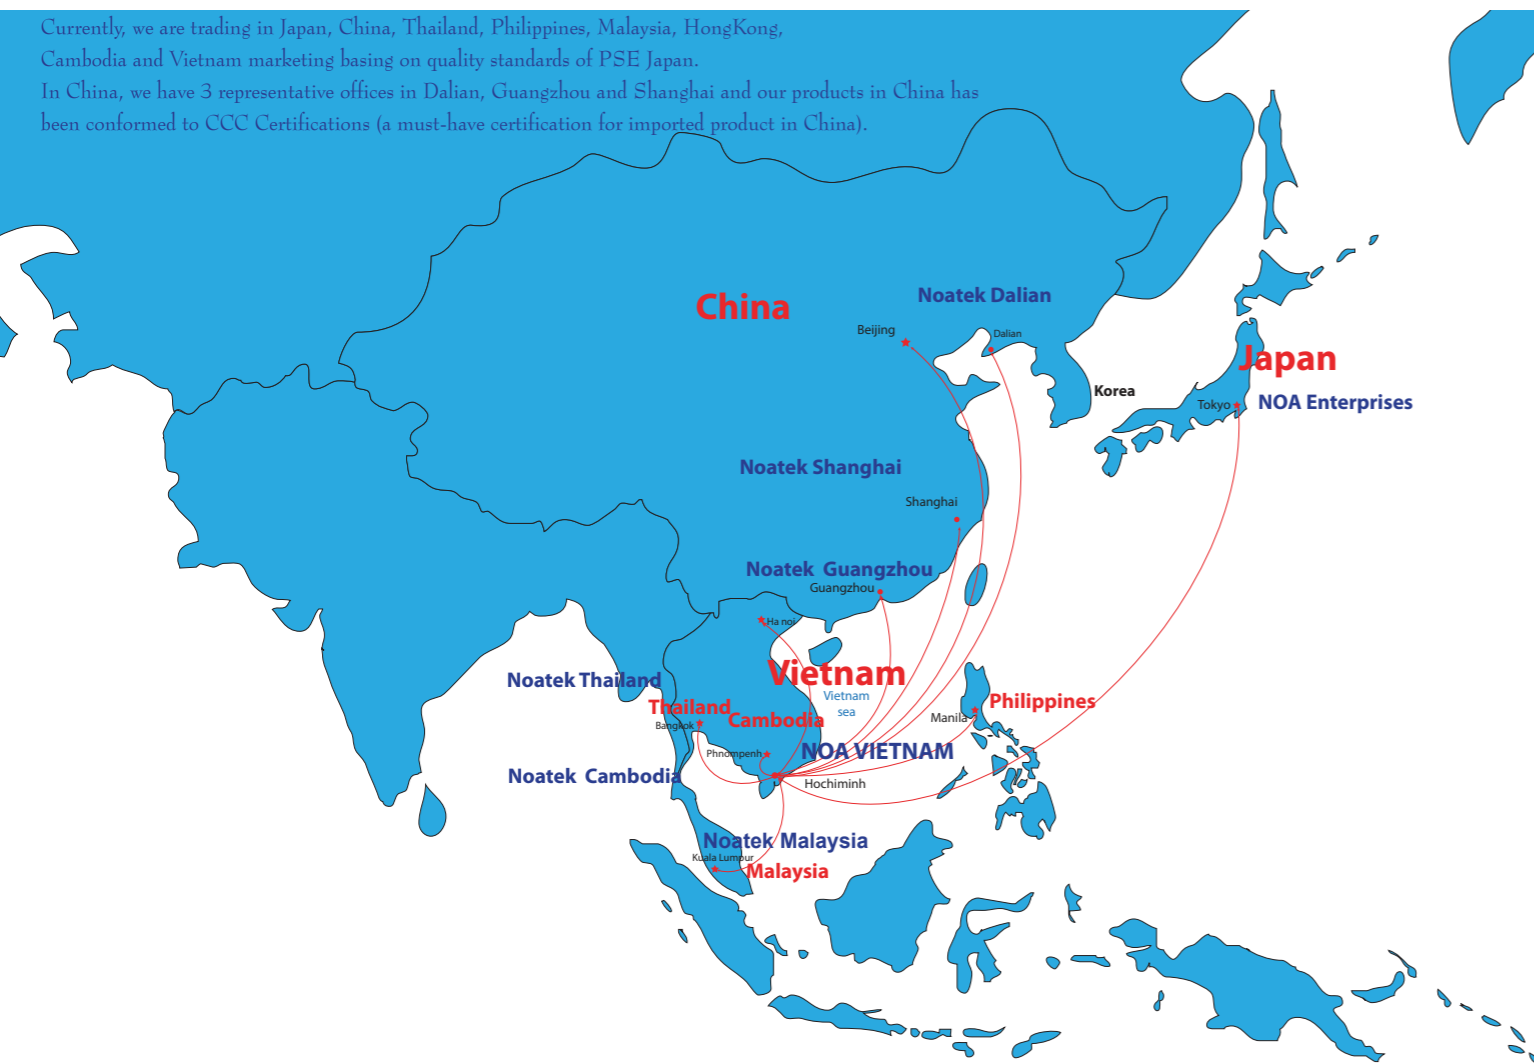 Currently, we are trading in Japan, China, Thailand, Philippines, Malaysia, HongKong,
Cambodia and Vietnam marketing basing on quality standards of PSE Japan.
In China, we have 3 representative offices in Dalian, Guangzhou and Shanghai and our products in China has
been conformed to CCC Certifications (a must-have certification for imported product in China).
China
Noatek Dalian
Beijing
Dalian
Japan
Korea
Tokyo
NOA Enterprises
Noatek Shanghai
Shanghai
Noatek Guangzhou
Guangzhou
Ha noi
Vietnam
Noatek Thailand
Vietnam
sea
Thailand
Philippines
Bangkok
Cambodia
Manila
Phnompenh
NOA VIETNAM
Noatek Cambodia
Hochiminh
Noatek Malaysia
Kuala Lumpur
Malaysia